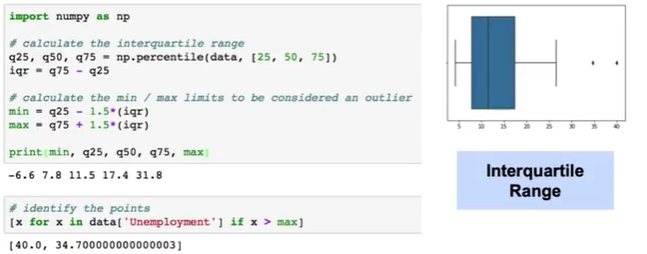 import numpy as np
# calculate the interquartile range
q25, q50, q75 = np.percentile(data, [25, 50, 75])
iqr = q75 - q25
# calculate the min / max limits to be considered an outlier
min = q25 - 1.5*(iqr)
max = q75 + 1.5*(iqr)
print(min, q25, q50, q75, max)
-6.6 7.8 11.5 17.4 31.8
# identify the points
[x for x in data['Unemployment'] if x > max]
[40.0, 34.700000000000003]
5 10 15 20 25 30 35 40
Interquartile
Range